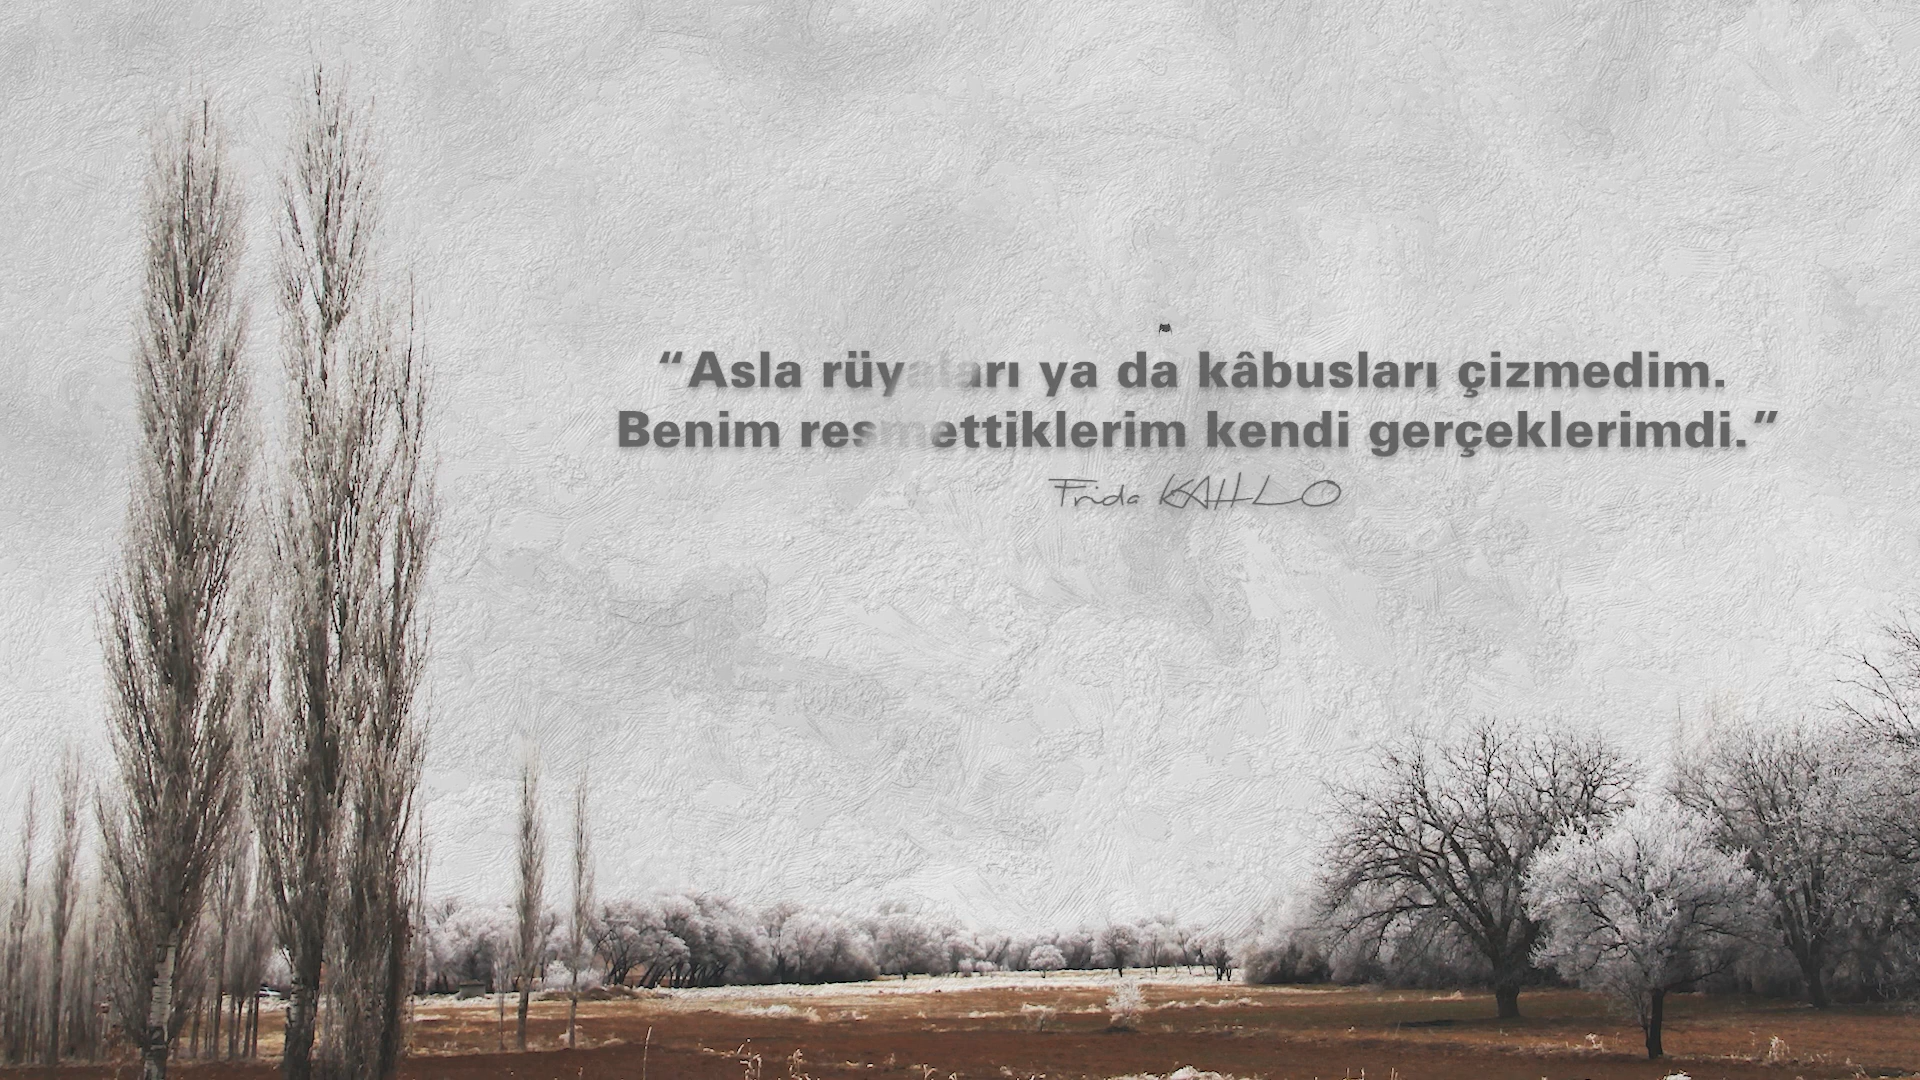 “Asla rüyaları ya da kâbusları çizmedim.
Benim resmettiklerim kendi gerçeklerimdi.”
Frida KAHLO